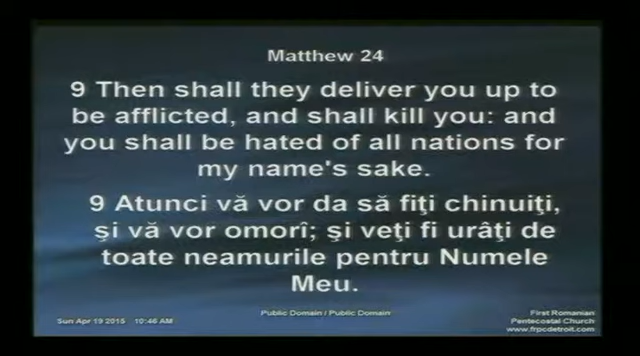 Matthew 24
9 Then shall they deliver you up to
be afflicted, and shall kill you: and
you shall be hated of all nations for
my name's sake.
9 Atunci vă vor da să fiţi chinuiţi,
şi vă vor omorî; şi veţi fi urâţi de
toate neamurile pentru Numele
Meu.
Public Domain / Public Domain
Sun Apr 19 2015 10:46 AM
First Romanian
Pentecostal Church
www.frpcdetroit.com